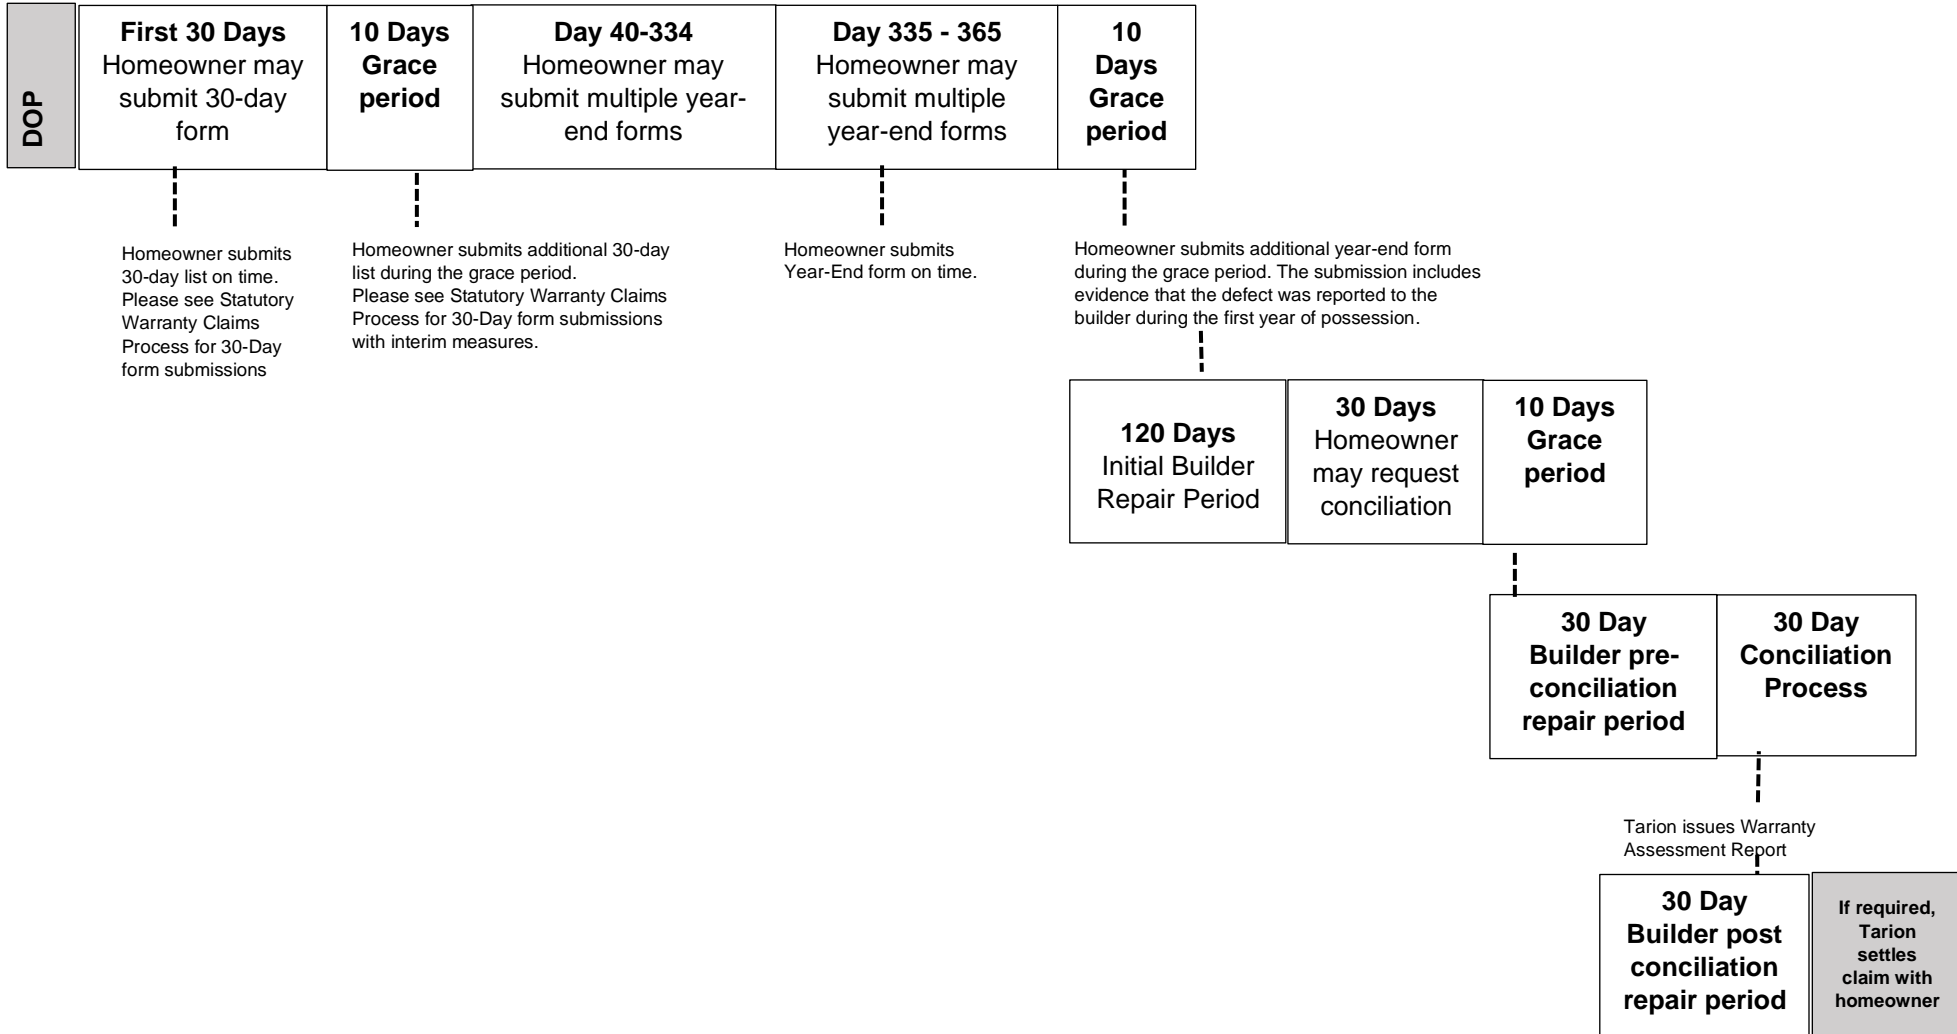 DOP
First 30 Days
Homeowner may
submit 30-day
form
10 Days
Grace
period
Day 40-334
Homeowner may
submit multiple year-
end forms
Day 335 - 365
Homeowner may
submit multiple
year-end forms
10
Days
Grace
period
Homeowner submits
30-day list on time.
Please see Statutory
Warranty Claims
Process for 30-Day
form submissions
Homeowner submits additional 30-day
list during the grace period.
Please see Statutory Warranty Claims
Process for 30-Day form submissions
with interim measures.
Homeowner submits
Year-End form on time.
Homeowner submits additional year-end form
during the grace period. The submission includes
evidence that the defect was reported to the
builder during the first year of possession.
120 Days
Initial Builder
Repair Period
30 Days
Homeowner
may request
conciliation
10 Days
Grace
period
30 Day
Builder pre-
conciliation
repair period
30 Day
Conciliation
Process
Tarion issues Warranty
Assessment Report
30 Day
Builder post
conciliation
repair period
If required,
Tarion
settles
claim with
homeowner